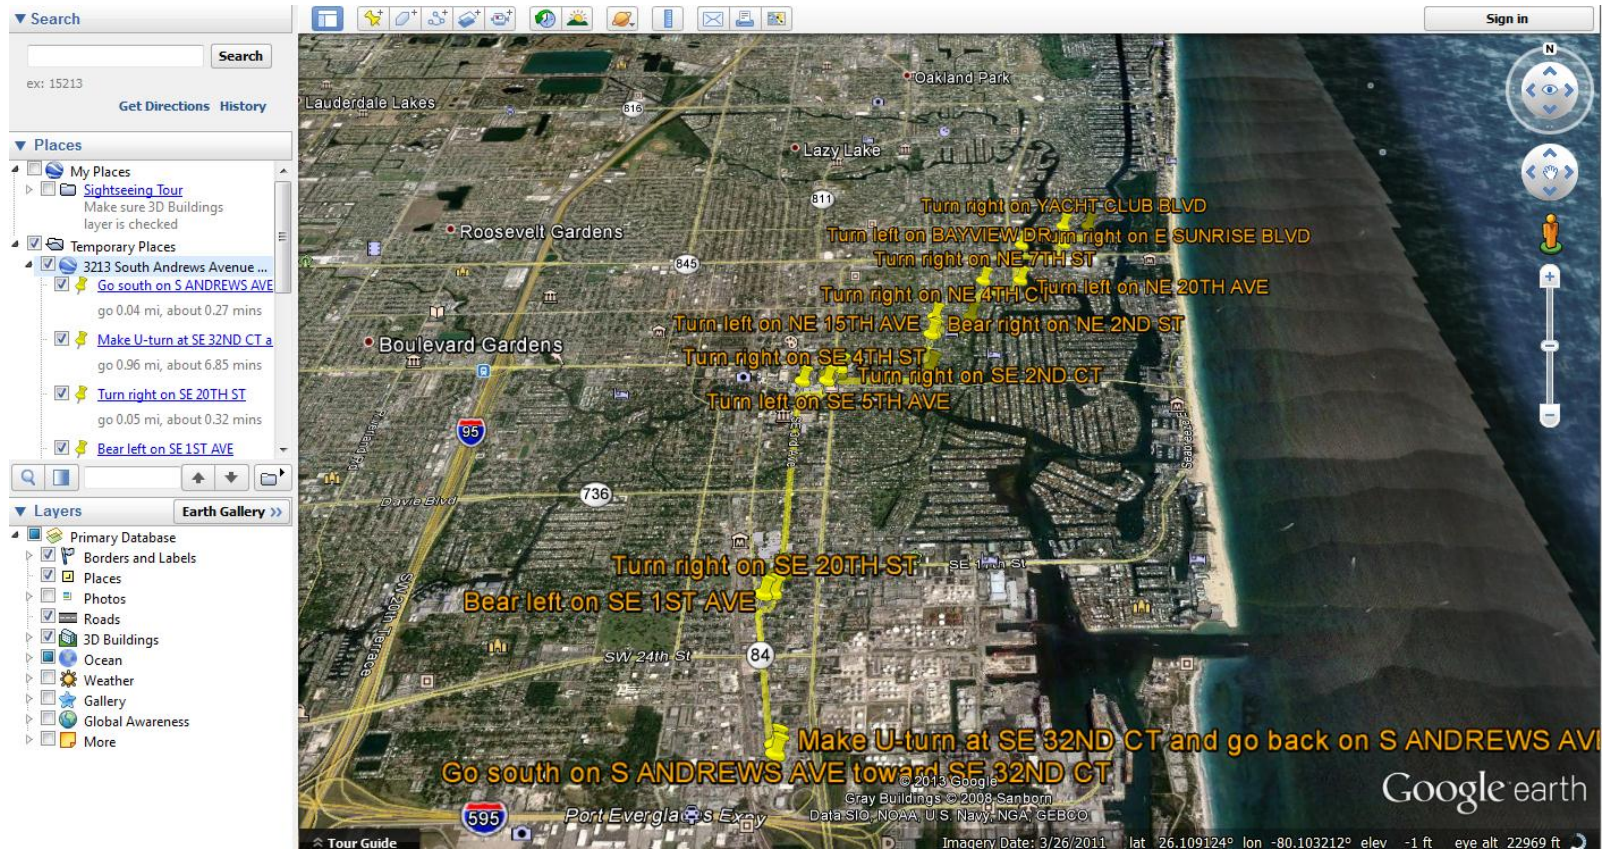 Search
Search
ex: 15213
Get Directions History
Places
My Places
Sightseeing Tour
Make sure 3D Buildings
layer is checked
Temporary Places
3213 South Andrews Avenue ...
Go south on S ANDREWS AVE
go 0.04 mi, about 0.27 mins
Make U-turn at SE 32ND CT a
go 0.96 mi, about 6.85 mins
Turn right on SE 20TH ST
go 0.05 mi, about 0.32 mins
Bear left on SE 1ST AVE
Layers
Earth Gallery >>
Primary Database
Borders and Labels
Places
Photos
Roads
3D Buildings
Ocean
Weather
Gallery
Global Awareness
More
Sign in
N
Oakland Park
Lauderdale Lakes
816
Lazy Lake
811
Turn right on YACHT CLUB BLVD
Roosevelt Gardens
Turn left on BAYVIEW DR
rn right on E SUNRISE BLVD
845
Turn right on NE 7TH ST
Turn right on NE 4TH CT
Turn left on NE 20TH AVE
Turn left on NE 15TH AVE
Bear right on NE 2ND ST
Boulevard Gardens
Turn right on SE 4TH ST
Turn right on SE 2ND CT
Turn left on SE 5TH AVE
95
SE 3rd Ave
Davie Blvd
736
Turn right on SE 20TH ST
SE 17th St
Bear left on SE 1ST AVE
SW 20th Terrace
SW 24th St
84
Make U-turn at SE 32ND CT and go back on S ANDREWS AV
Go south on S ANDREWS AVE toward SE 32ND CT
595
Port Everglades Expy
© 2013 Google
Gray Buildings © 2008 Sanborn
Data SIO, NOAA, U.S. Navy, NGA, GEBCO
Google earth
Tour Guide
Imagery Date: 3/26/2011 lat 26.109124° lon -80.103212° elev -1 ft eye alt 22969 ft